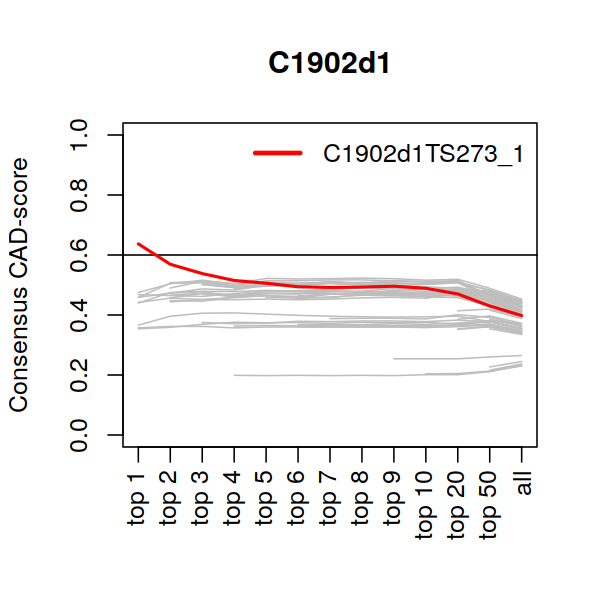 C1902d1
C1902d1TS273_1
Consensus CAD-score
1.0
0.8
0.6
0.4
0.2
0.0
top 1
top 2
top 3
top 4
top 5
top 6
top 7
top 8
top 9
top 10
top 20
top 50
all